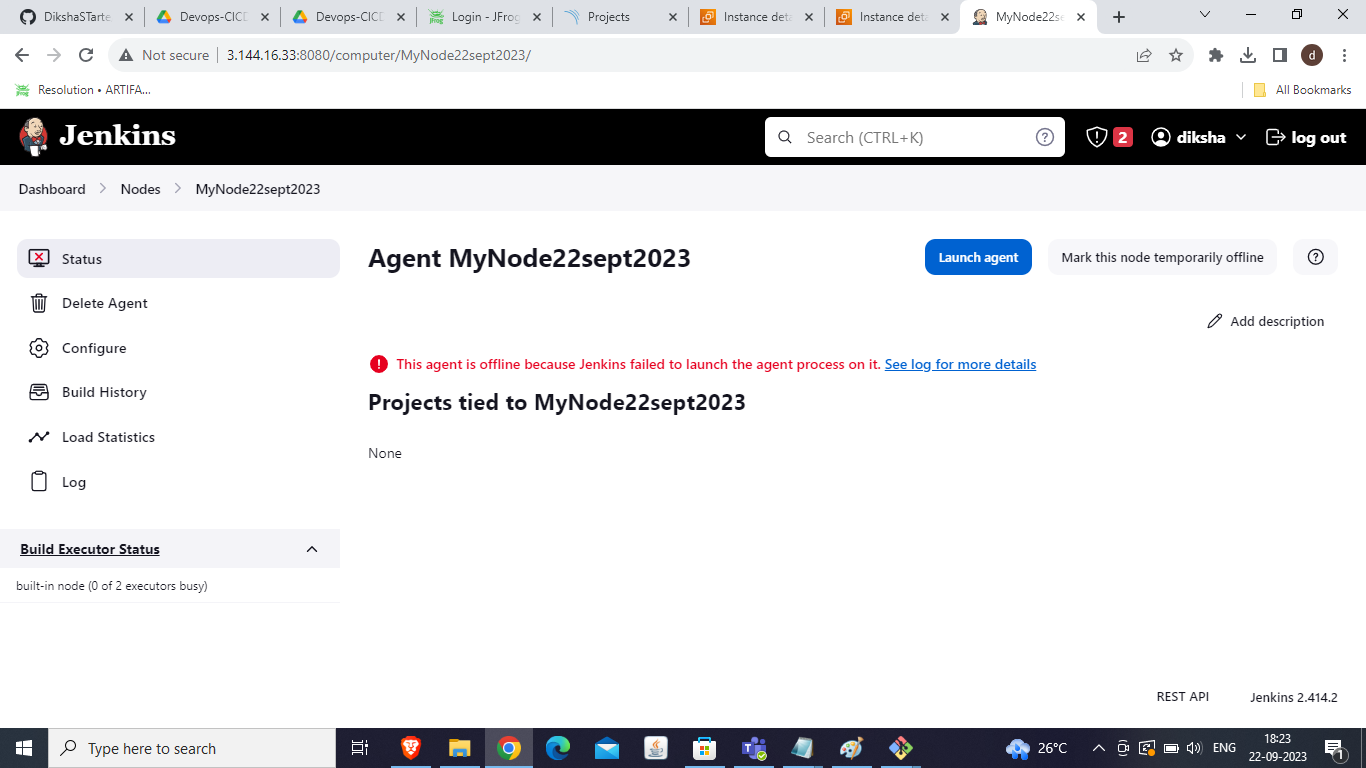 DikshaSTarte
Devops-CICD
Devops-CICD
Login - JFrog
Projects
Instance deta
Instance deta
MyNode22se
Not secure
3.144.16.33:8080/computer/MyNode22sept2023/
d
Resolution • ARTIFA...
All Bookmarks
Jenkins
Search (CTRL+K)
2
diksha
log out
Dashboard
Nodes
MyNode22sept2023
Status
Delete Agent
Configure
Build History
Load Statistics
Log
Build Executor Status
built-in node (0 of 2 executors busy)
Agent MyNode22sept2023
Launch agent
Mark this node temporarily offline
Add description
This agent is offline because Jenkins failed to launch the agent process on it. See log for more details
Projects tied to MyNode22sept2023
None
REST API
Jenkins 2.414.2
Type here to search
26°C
ENG
18:23
22-09-2023
1